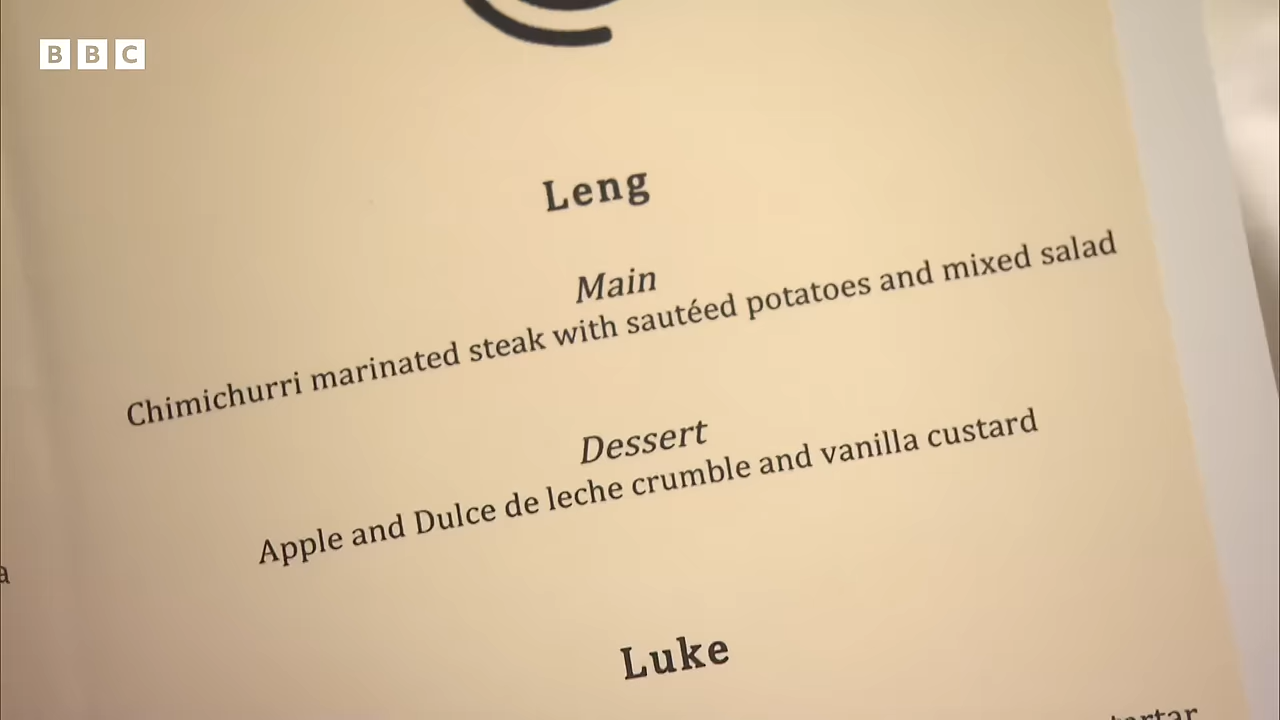 BBC
Leng
Main
Chimichurri marinated steak with sautéed potatoes and mixed salad
Dessert
Apple and Dulce de leche crumble and vanilla custard
Luke